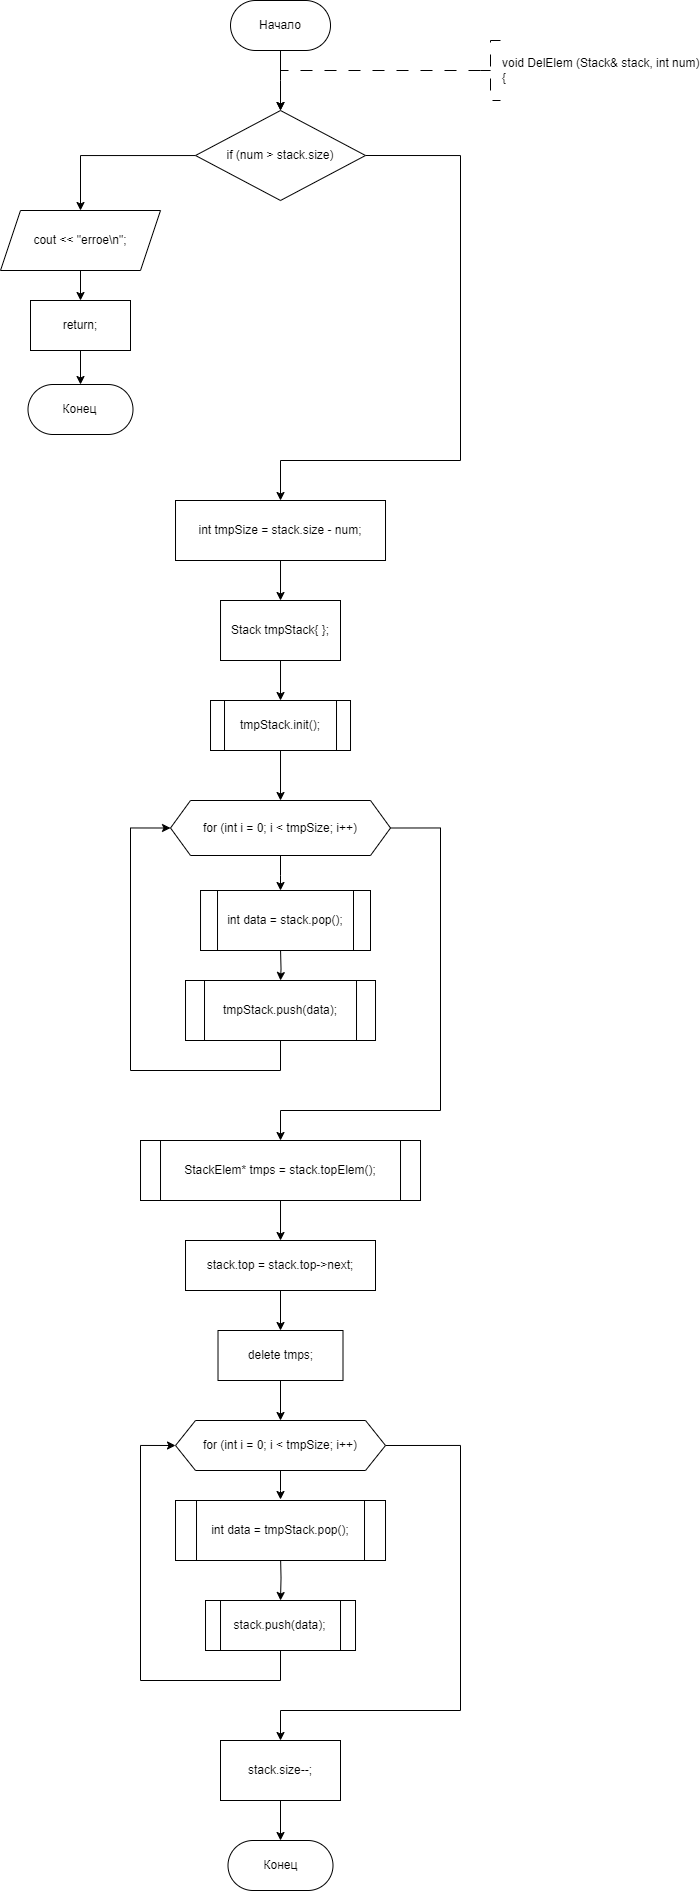 Начало
void DelElem (Stack& stack, int num)
{
if (num > stack.size)
cout << "erroe\n";
return;
Конец
int tmpSize = stack.size - num;
Stack tmpStack{ };
tmpStack.init();
for (int i = 0; i < tmpSize; i++)
int data = stack.pop();
tmpStack.push(data);
StackElem* tmps = stack.topElem();
stack.top = stack.top->next;
delete tmps;
for (int i = 0; i < tmpSize; i++)
int data = tmpStack.pop();
stack.push(data);
stack.size--;
Конец